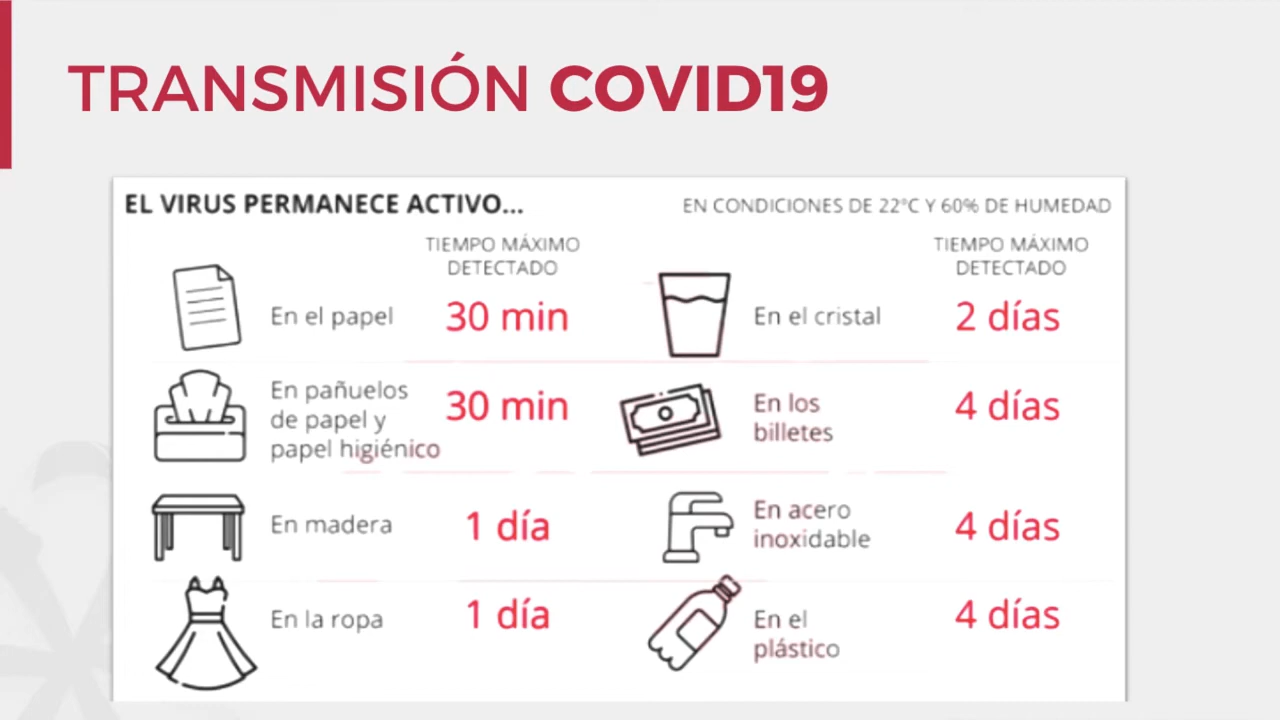 TRANSMISIÓN COVID19
EL VIRUS PERMANECE ACTIVO...
EN CONDICIONES DE 22ºC Y 60% DE HUMEDAD
TIEMPO MÁXIMO
DETECTADO
TIEMPO MÁXIMO
DETECTADO
En el papel
30 min
En el cristal
2 días
En pañuelos
de papel y
papel higiénico
30 min
En los
billetes
4 días
En madera
1 día
En acero
inoxidable
4 días
En la ropa
1 día
En el
plástico
4 días